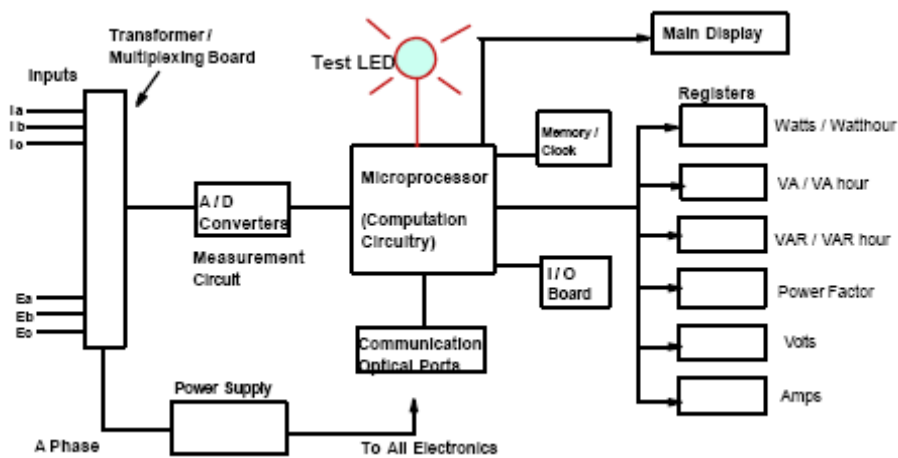 Transformer /
Multiplexing Board
Inputs
Ia
Ib
Ic
Ea
Eb
Ec
A / D
Converters
Measurement
Circuit
Test LED
Microprocessor
(Computation
Circuitry)
Main Display
Memory /
Clock
I / O
Board
Communication
Optical Ports
Power Supply
A Phase
To All Electronics
Registers
Watts / Watthour
VA / VA hour
VAR / VAR hour
Power Factor
Volts
Amps